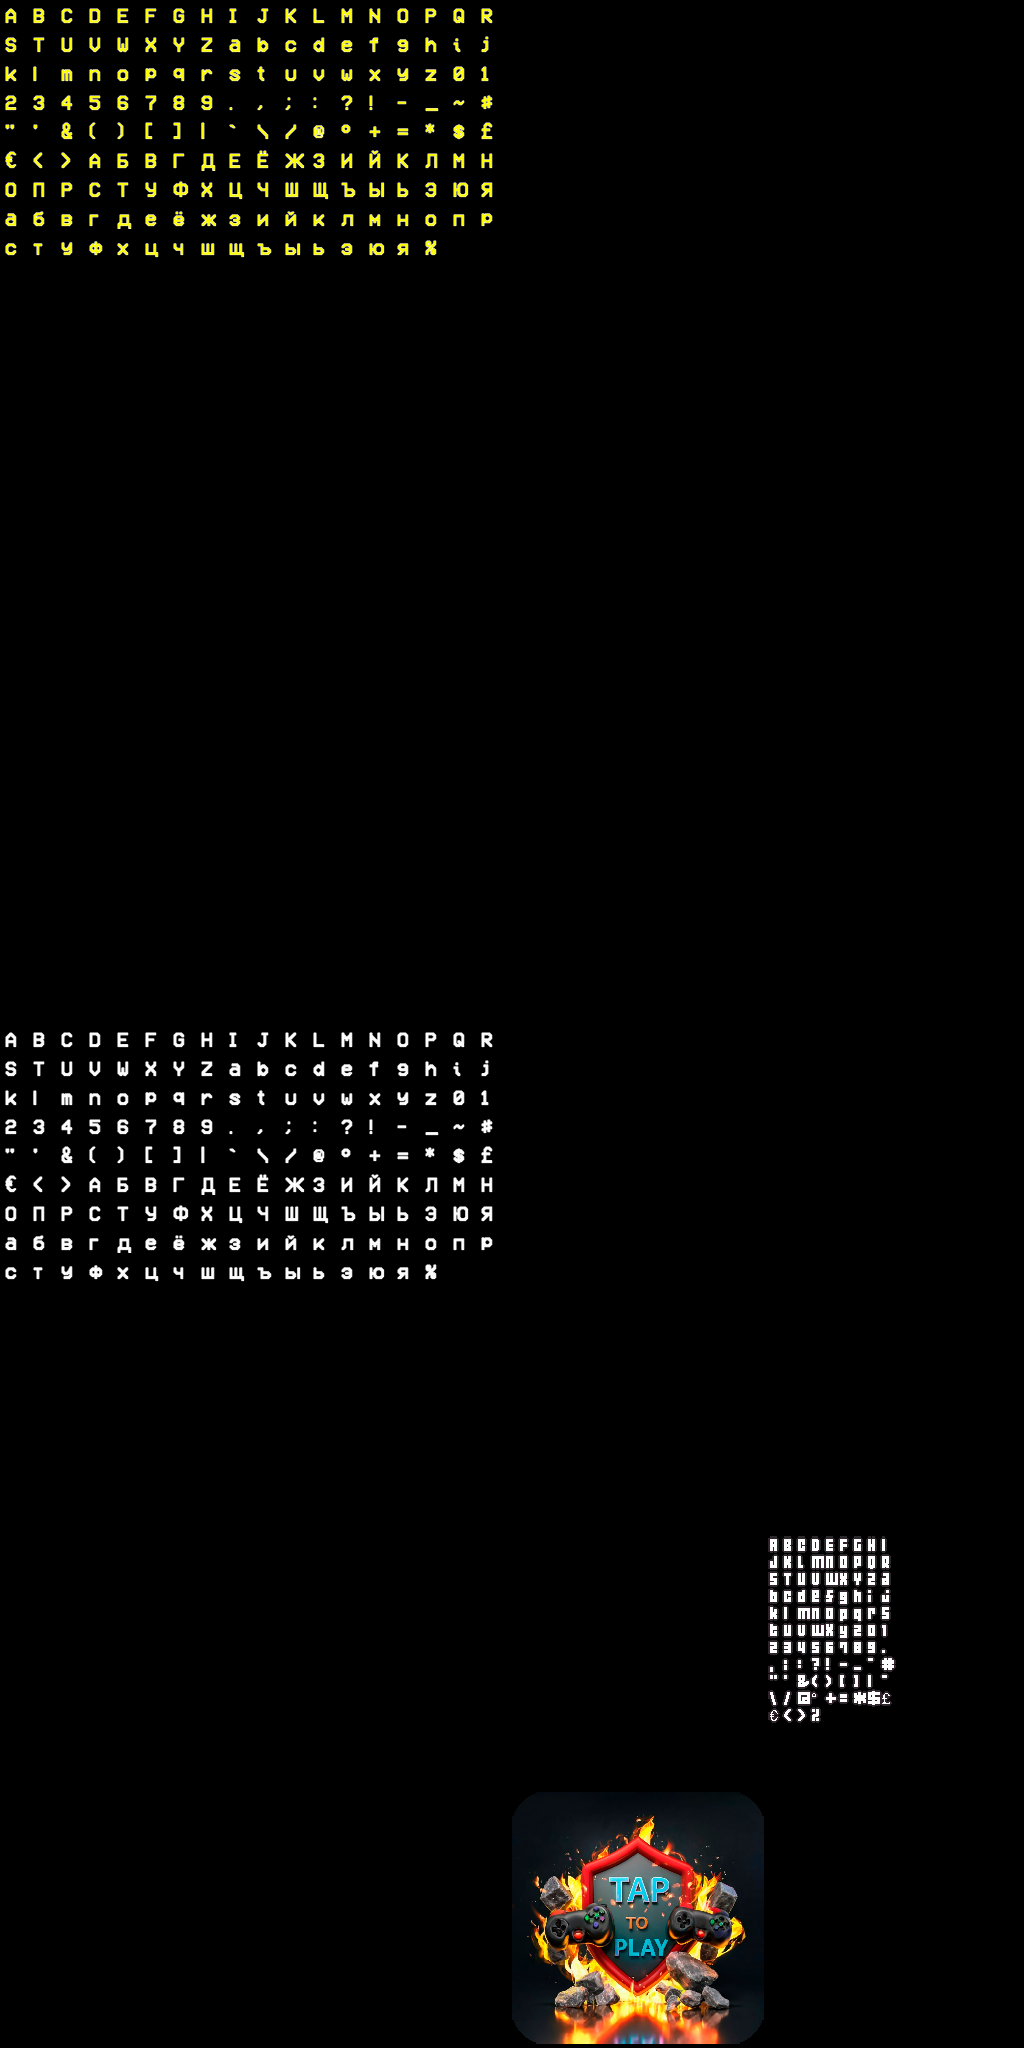 A B C D E F G H I J K L M N O P Q R
S T U V W X Y Z a b c d e f g h i j
k l m n o p q r s t u v w x y z 0 1
2 3 4 5 6 7 8 9 . , ; : ? ! - _ ~ #
" ' & ( ) [ ] | ` \ / @ ° + = * $ £
€ < > А Б В Г Д Е Ё Ж З И Й К Л М Н
О П Р С Т У Ф Х Ц Ч Ш Щ Ъ Ы Ь Э Ю Я
а б в г д е ё ж з и й к л м н о п р
с т у ф х ц ч ш щ ъ ы ь э ю я %
A B C D E F G H I J K L M N O P Q R
S T U V W X Y Z a b c d e f g h i j
k l m n o p q r s t u v w x y z 0 1
2 3 4 5 6 7 8 9 . , ; : ? ! - _ ~ #
" ' & ( ) [ ] | ` \ / @ ° + = * $ £
€ < > А Б В Г Д Е Ё Ж З И Й К Л М Н
О П Р С Т У Ф Х Ц Ч Ш Щ Ъ Ы Ь Э Ю Я
а б в г д е ё ж з и й к л м н о п р
с т у ф х ц ч ш щ ъ ы ь э ю я %
A B C D E F G H I
J K L M N O P Q R
S T U V W X Y Z a
b c d e f g h i j
k l m n o p q r s
t u v w x y z 0 1
2 3 4 5 6 7 8 9 .
, ; : ? ! - _ ~ #
" ' & ( ) [ ] | `
\ / @ ° + = * $ £
€ < > %
TAP
TO
PLAY